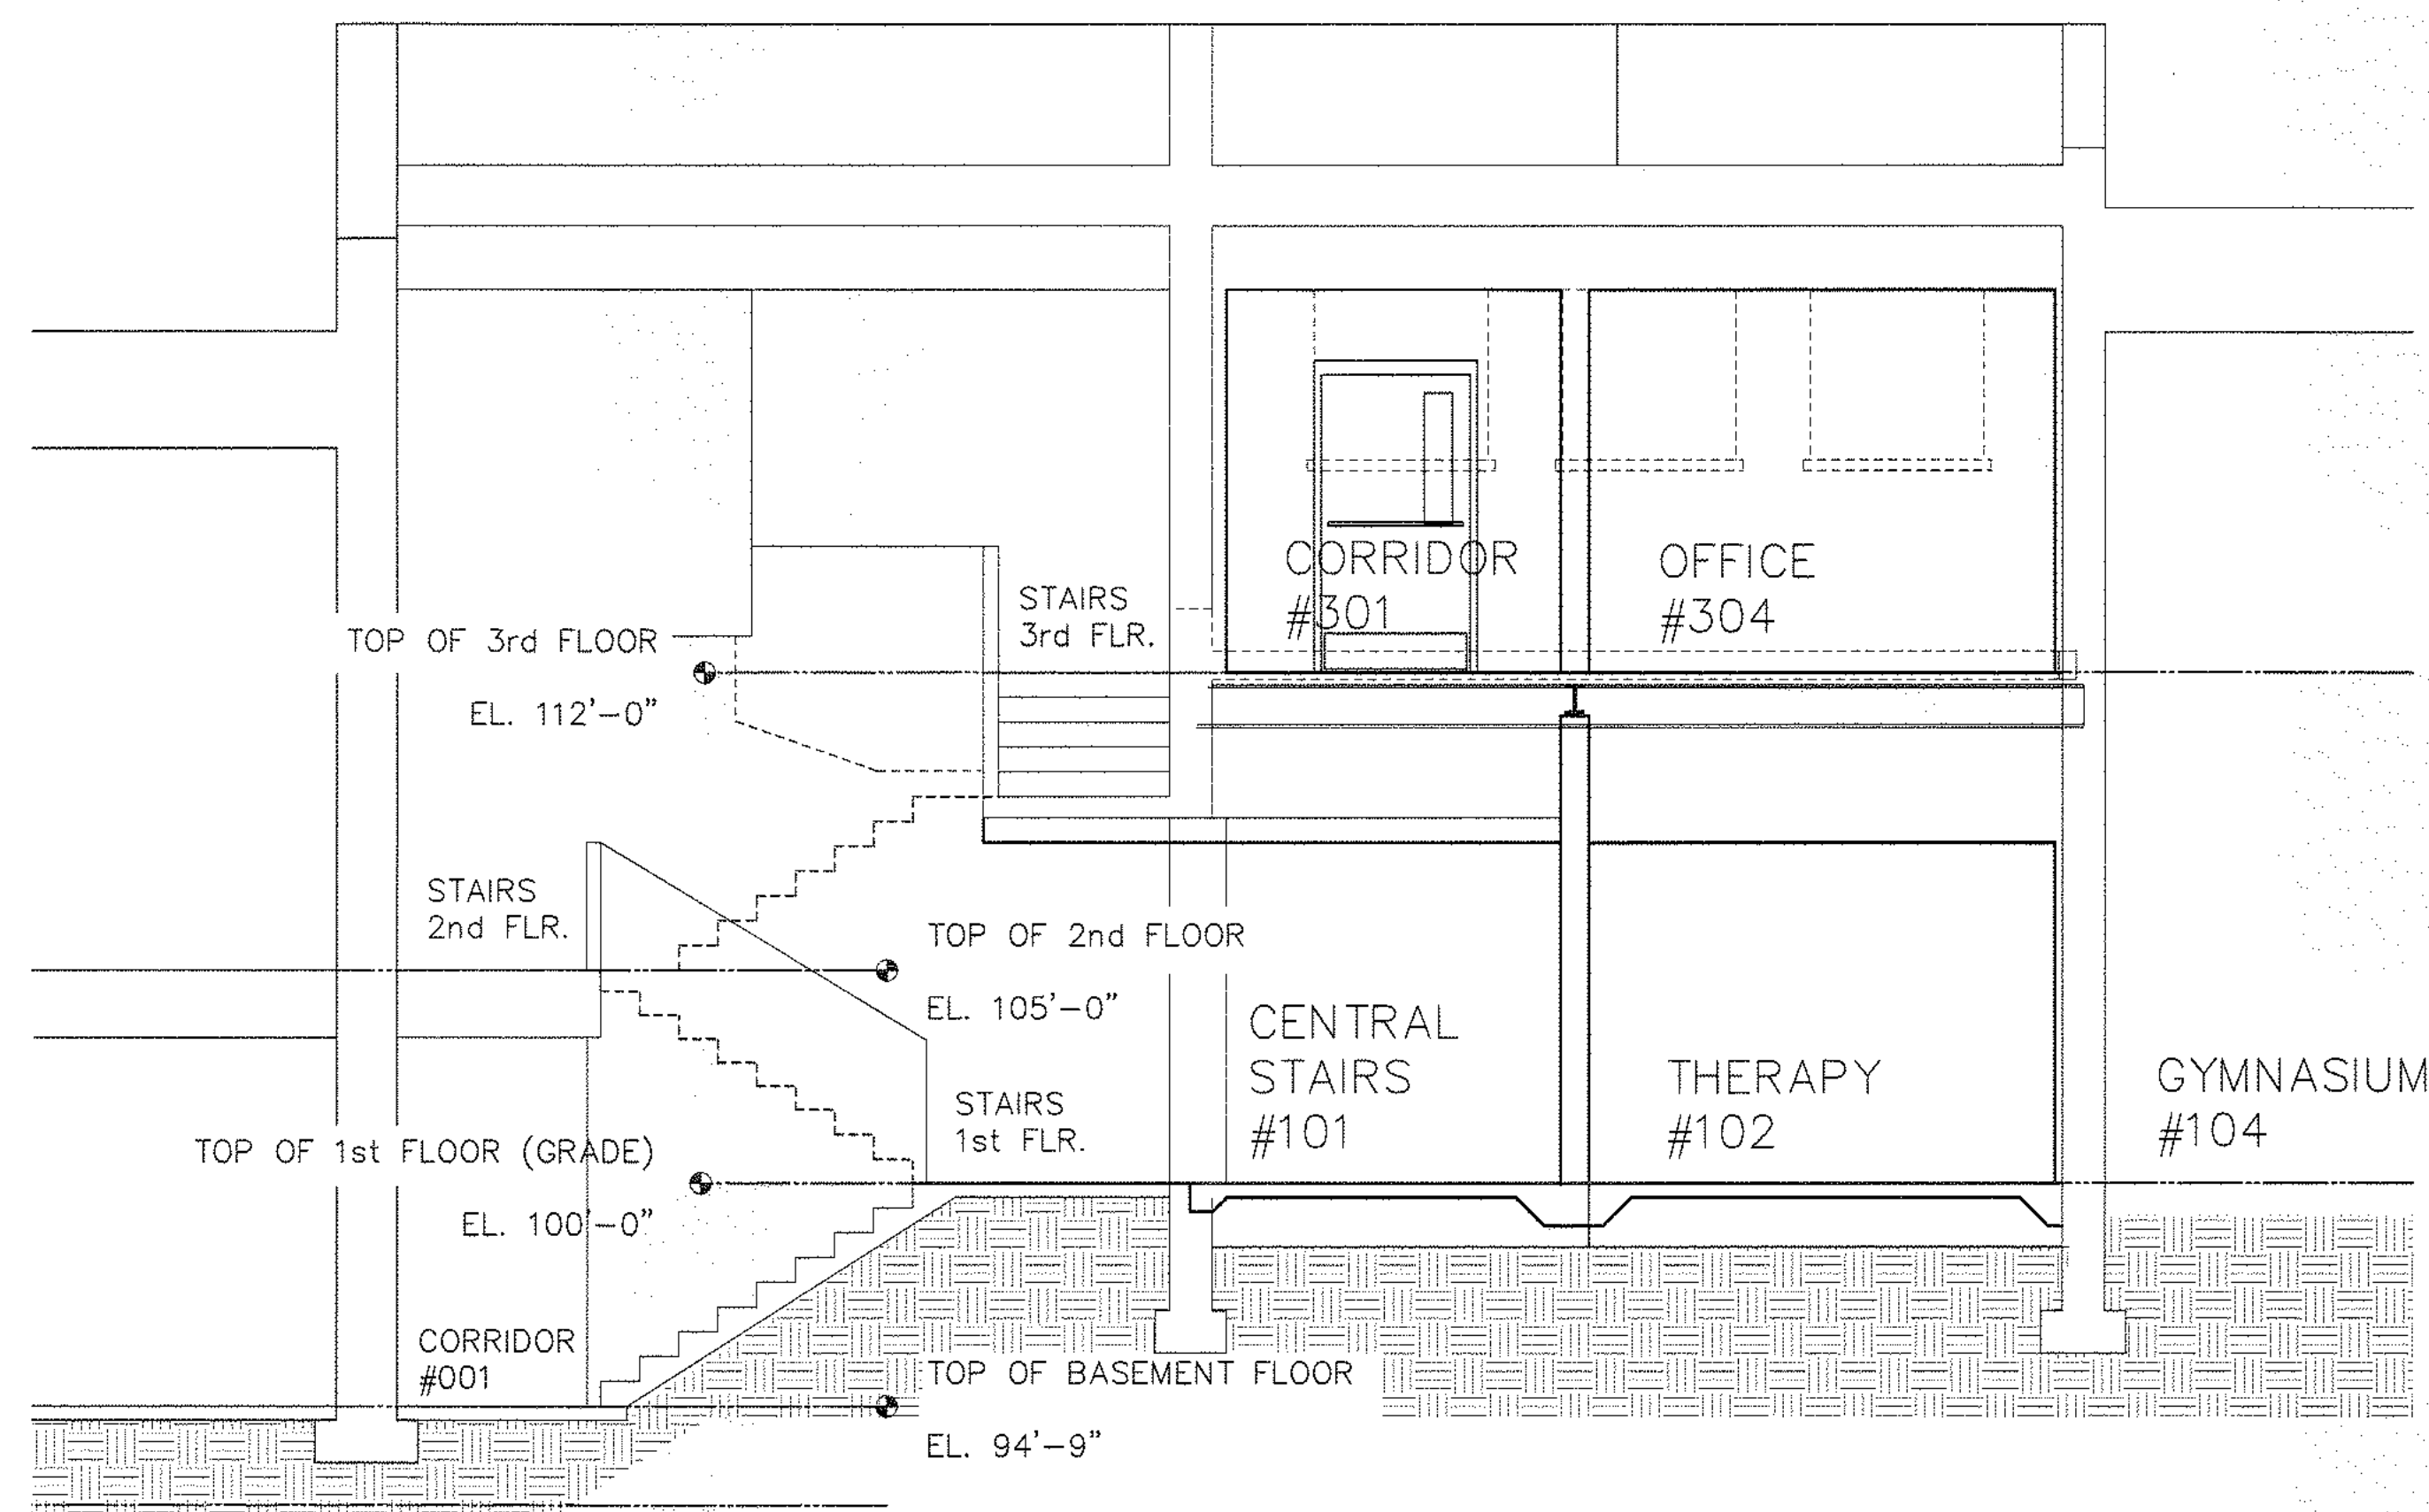 CORRIDOR
#301
OFFICE
#304
STAIRS
3rd FLR.
TOP OF 3rd FLOOR
EL. 112'-0"
STAIRS
2nd FLR.
TOP OF 2nd FLOOR
EL. 105'-0"
CENTRAL
STAIRS
#101
THERAPY
#102
GYMNASIUM
#104
STAIRS
1st FLR.
TOP OF 1st FLOOR (GRADE)
EL. 100'-0"
CORRIDOR
#001
TOP OF BASEMENT FLOOR
EL. 94'-9"